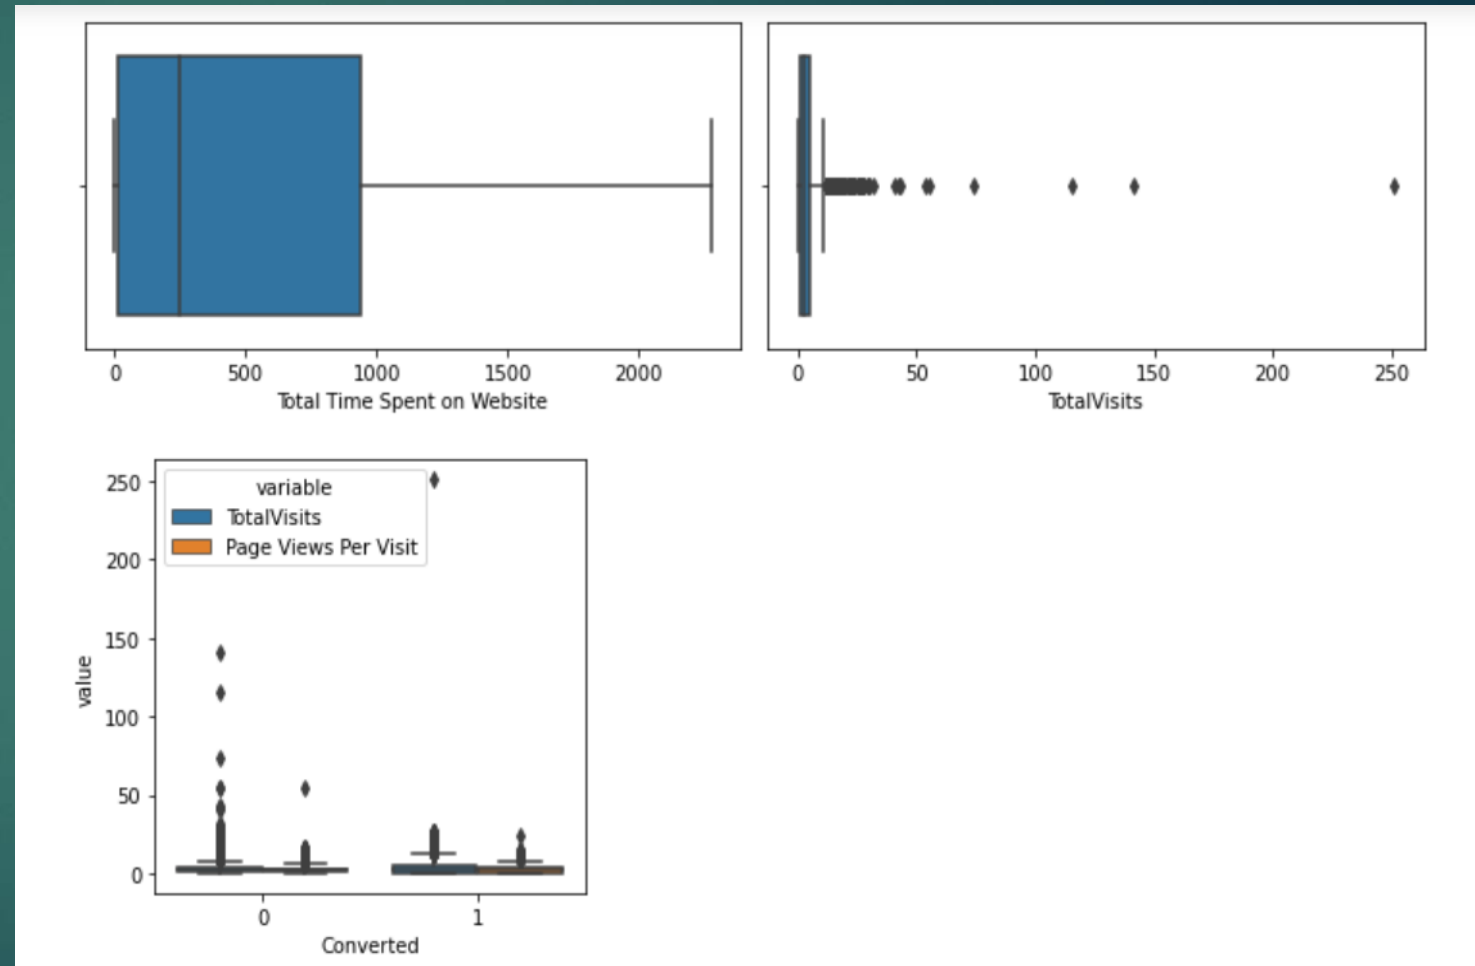 0 500 1000 1500 2000
Total Time Spent on Website
0 50 100 150 200 250
TotalVisits
variable
TotalVisits
Page Views Per Visit
250
200
150
100
50
0
value
0 1
Converted